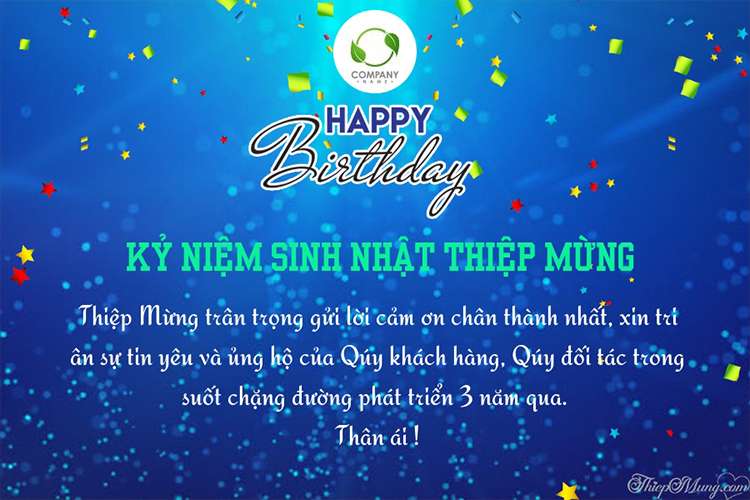 COMPANY
NAME
HAPPY
Birthday
KỶ NIỆM SINH NHẬT THIỆP MỪNG
Thiệp Mừng trân trọng gửi lời cảm ơn chân thành nhất, xin tri
ân sự tin yêu và ủng hộ của Qúy khách hàng, Qúy đối tác trong
suốt chặng đường phát triển 3 năm qua.
Thân ái !
ThiepMung.com